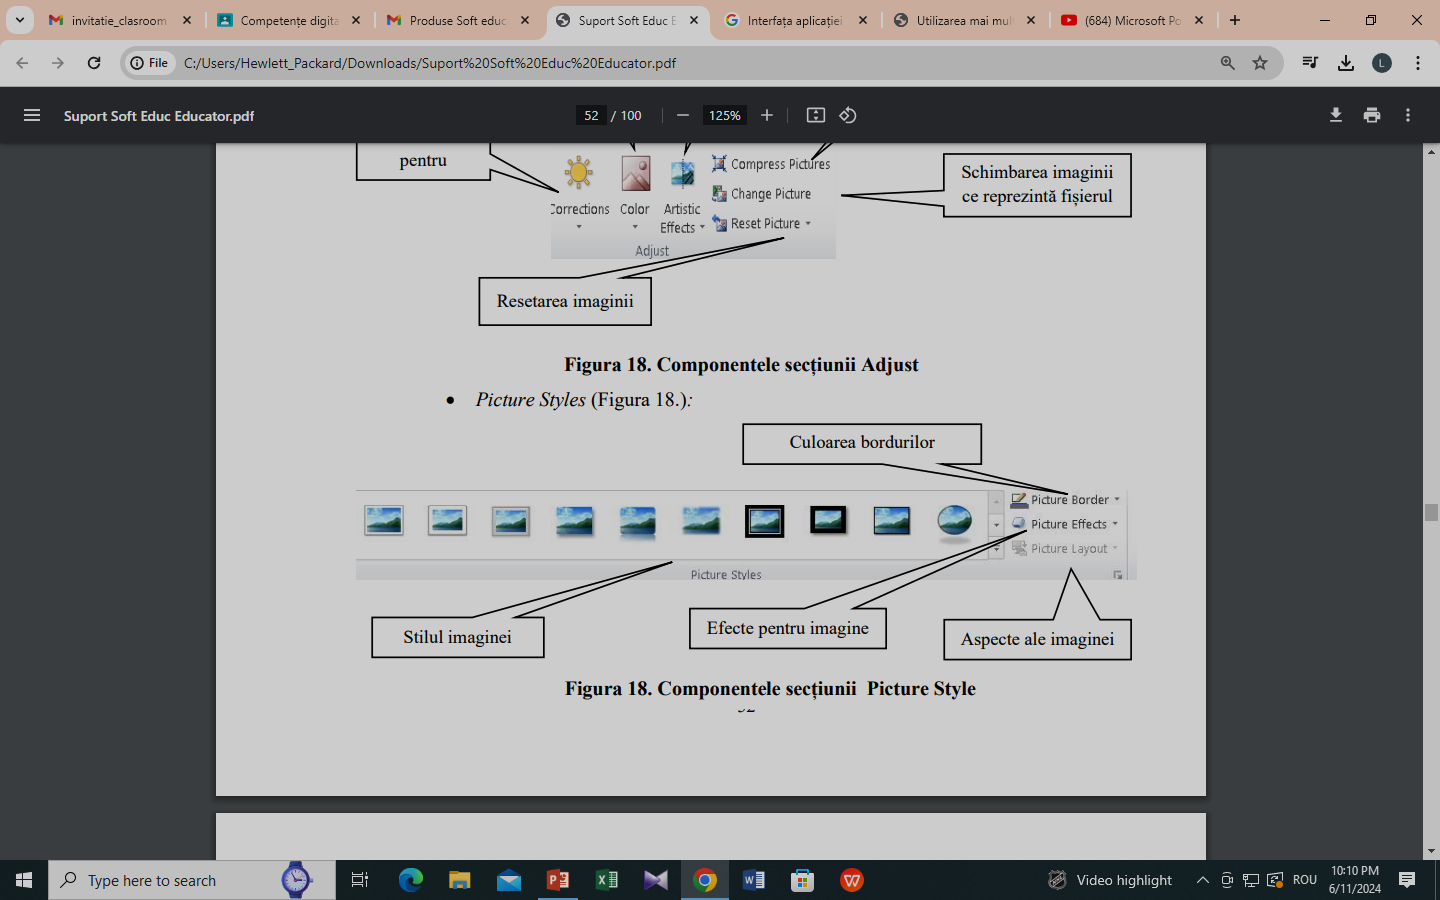 invitatie_clasroom
Competențe digita
Produse Soft educ
Suport Soft Educ E
Interfața aplicației
Utilizarea mai mul
(684) Microsoft Po
File
C:/Users/Hewlett_Packard/Downloads/Suport%20Soft%20Educ%20Educator.pdf
L
Suport Soft Educ Educator.pdf
52 / 100
125%
pentru
Compress Pictures
Change Picture
Reset Picture
Corrections
Color
Artistic
Effects
Adjust
Schimbarea imaginii
ce reprezintă fișierul
Resetarea imaginii
Figura 18. Componentele secțiunii Adjust
• Picture Styles (Figura 18.):
Culoarea bordurilor
Picture Border
Picture Effects
Picture Layout
Picture Styles
Stilul imaginei
Efecte pentru imagine
Aspecte ale imaginei
Figura 18. Componentele secțiunii  Picture Style
52
Type here to search
Video highlight
ROU
10:10 PM
6/11/2024